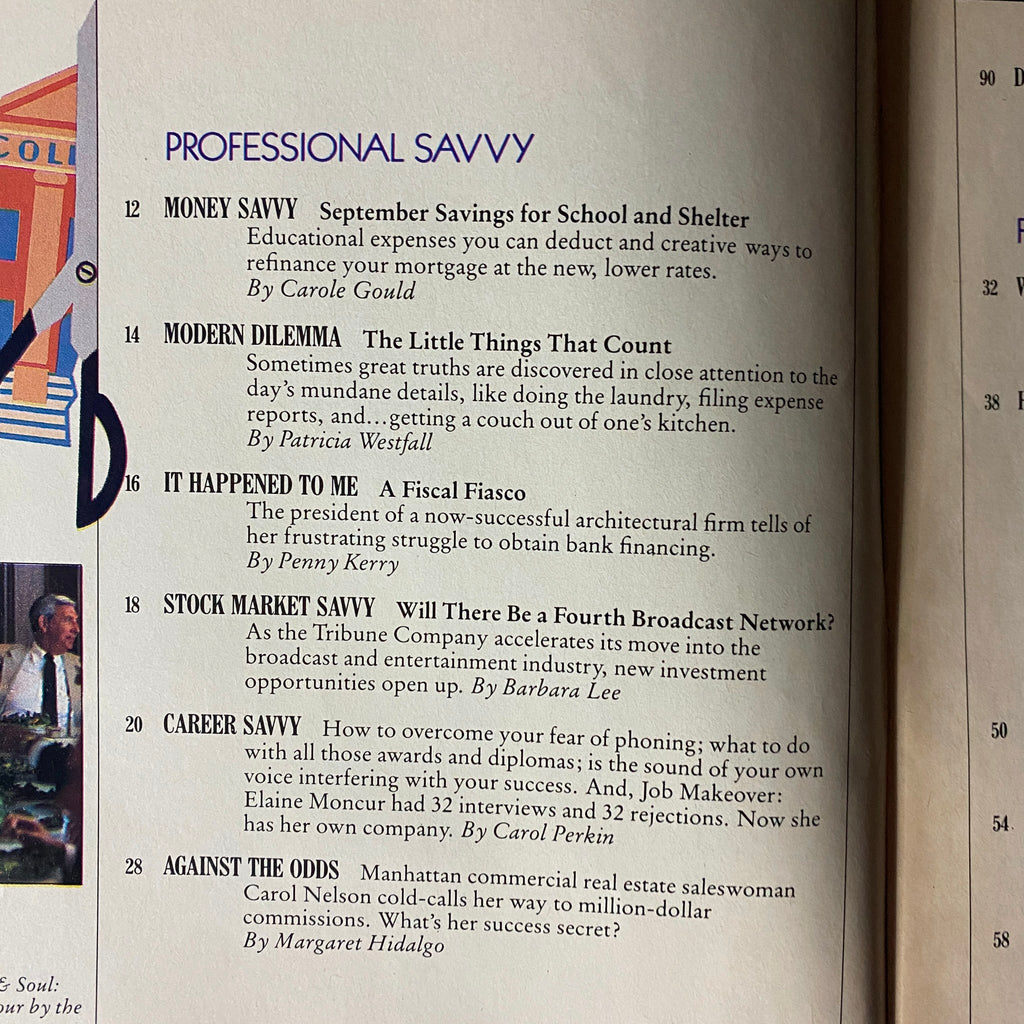 COLL
PROFESSIONAL SAVVY
12 MONEY SAVVY September Savings for School and Shelter
Educational expenses you can deduct and creative ways to
refinance your mortgage at the new, lower rates.
By Carole Gould
14 MODERN DILEMMA The Little Things That Count
Sometimes great truths are discovered in close attention to the
day's mundane details, like doing the laundry, filing expense
reports, and...getting a couch out of one's kitchen.
By Patricia Westfall
16 IT HAPPENED TO ME A Fiscal Fiasco
The president of a now-successful architectural firm tells of
her frustrating struggle to obtain bank financing.
By Penny Kerry
18 STOCK MARKET SAVVY Will There Be a Fourth Broadcast Network?
As the Tribune Company accelerates its move into the
broadcast and entertainment industry, new investment
opportunities open up. By Barbara Lee
20 CAREER SAVVY How to overcome your fear of phoning; what to do
with all those awards and diplomas; is the sound of your own
voice interfering with your success. And, Job Makeover:
Elaine Moncur had 32 interviews and 32 rejections. Now she
has her own company. By Carol Perkin
28 AGAINST THE ODDS Manhattan commercial real estate saleswoman
Carol Nelson cold-calls her way to million-dollar
commissions. What's her success secret?
By Margaret Hidalgo
& Soul:
our by the
90
32
38
50
54
58